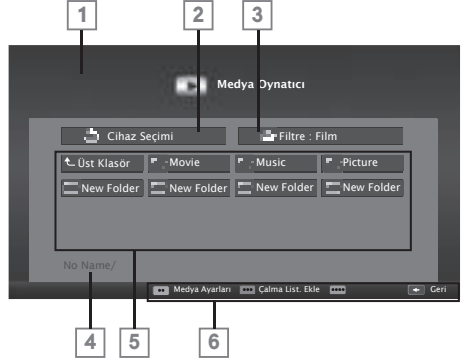 1 2 3
Medya Oynatıcı
Cihaz Seçimi Filtre : Film
Üst Klasör Movie Music Picture
New Folder New Folder New Folder New Folder
No Name/
Medya Ayarları Çalma List. Ekle Geri
4 5 6